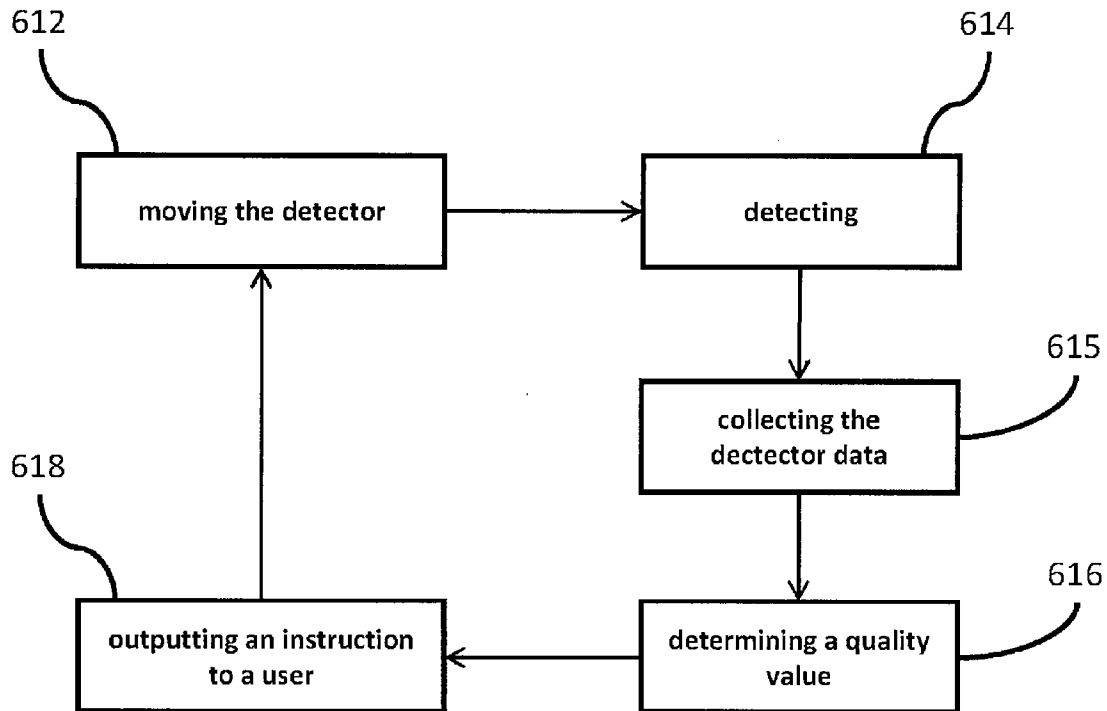 612
614
moving the detector
detecting
615
collecting the
dectector data
618
616
outputting an instruction
to a user
determining a quality
value